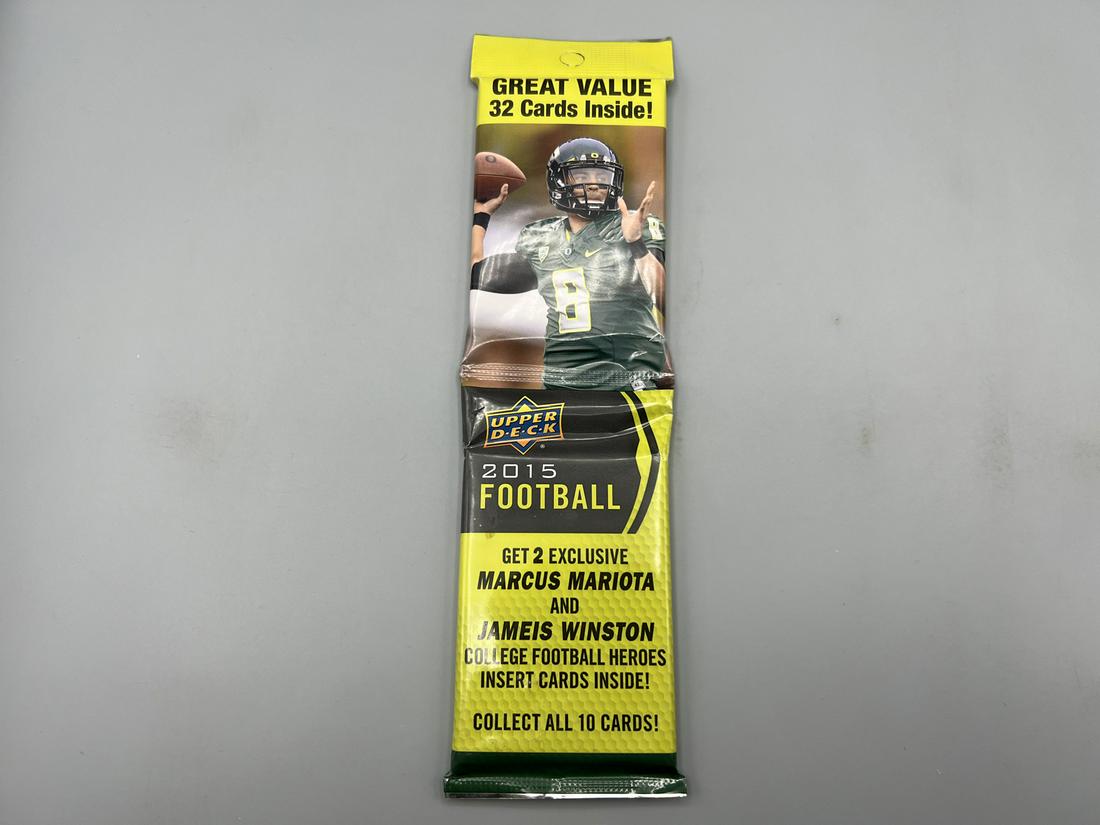 GREAT VALUE
32 Cards Inside!
8
UPPER
D·E·C·K
2015
FOOTBALL
GET 2 EXCLUSIVE
MARCUS MARIOTA
AND
JAMEIS WINSTON
COLLEGE FOOTBALL HEROES
INSERT CARDS INSIDE!
COLLECT ALL 10 CARDS!